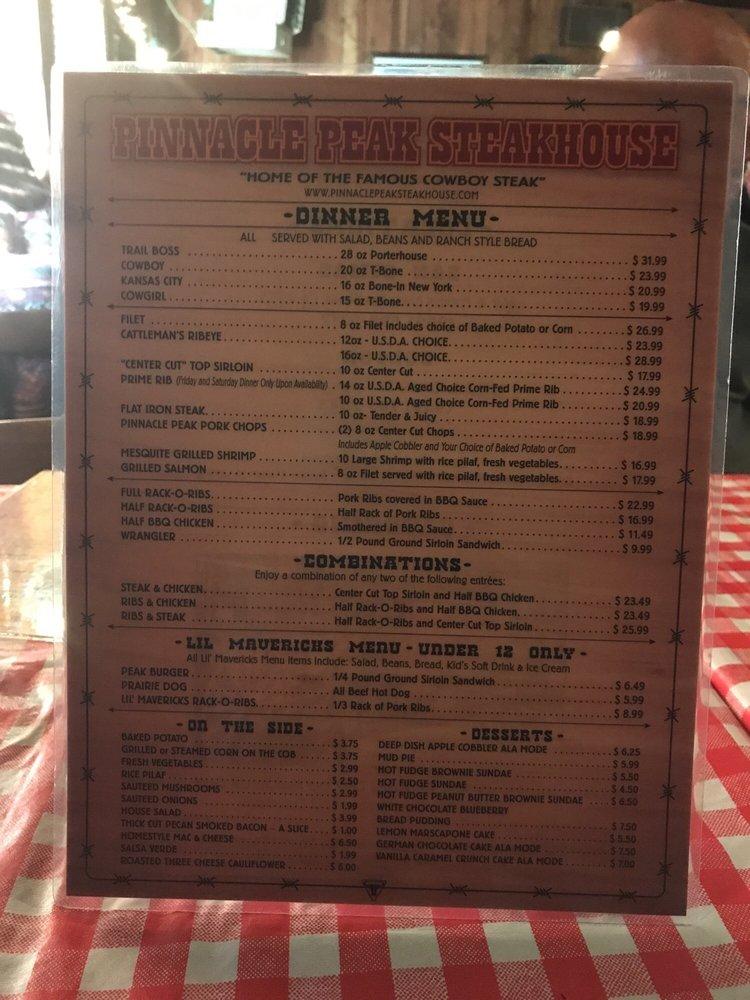 PINNACLE PEAK STEAKHOUSE
"HOME OF THE FAMOUS COWBOY STEAK"
WWW.PINNACLEPEAKSTEAKHOUSE.COM
-DINNER MENU-
ALL SERVED WITH SALAD, BEANS AND RANCH STYLE BREAD
TRAIL BOSS 28 oz Porterhouse $ 31.99
COWBOY 20 oz T-Bone $ 23.99
KANSAS CITY 16 oz Bone-In New York $ 20.99
COWGIRL 15 oz T-Bone $ 19.99
FILET 8 oz Filet includes choice of Baked Potato or Corn $ 26.99
CATTLEMAN'S RIBEYE 12oz - U.S.D.A. CHOICE $ 23.99
16oz - U.S.D.A. CHOICE $ 28.99
"CENTER CUT" TOP SIRLOIN 10 oz Center Cut $ 17.99
PRIME RIB (Friday and Saturday Dinner Only Upon Availability) 14 oz U.S.D.A. Aged Choice Corn-Fed Prime Rib $ 24.99
10 oz U.S.D.A. Aged Choice Corn-Fed Prime Rib $ 20.99
FLAT IRON STEAK 10 oz- Tender & Juicy $ 18.99
PINNACLE PEAK PORK CHOPS (2) 8 oz Center Cut Chops $ 18.99
Includes Apple Cobbler and Your Choice of Baked Potato or Corn
MESQUITE GRILLED SHRIMP 10 Large Shrimp with rice pilaf, fresh vegetables $ 16.99
GRILLED SALMON 8 oz Filet served with rice pilaf, fresh vegetables $ 17.99
FULL RACK-O-RIBS Pork Ribs covered in BBQ Sauce $ 22.99
HALF RACK-O-RIBS Half Rack of Pork Ribs $ 16.99
HALF BBQ CHICKEN Smothered in BBQ Sauce $ 11.49
WRANGLER 1/2 Pound Ground Sirloin Sandwich $ 9.99
-COMBINATIONS-
Enjoy a combination of any two of the following entrées:
STEAK & CHICKEN Center Cut Top Sirloin and Half BBQ Chicken $ 23.49
RIBS & CHICKEN Half Rack-O-Ribs and Half BBQ Chicken $ 23.49
RIBS & STEAK Half Rack-O-Ribs and Center Cut Top Sirloin $ 25.99
-LIL MAVERICKS MENU-UNDER 12 ONLY-
All Lil' Mavericks Menu Items Include: Salad, Beans, Bread, Kid's Soft Drink & Ice Cream
PEAK BURGER 1/4 Pound Ground Sirloin Sandwich $ 6.49
PRAIRIE DOG All Beef Hot Dog $ 5.99
LIL' MAVERICKS RACK-O-RIBS 1/3 Rack of Pork Ribs $ 8.99
-ON THE SIDE-
BAKED POTATO $ 3.75
GRILLED or STEAMED CORN ON THE COB $ 3.75
FRESH VEGETABLES $ 2.99
RICE PILAF $ 2.50
SAUTEED MUSHROOMS $ 2.99
SAUTEED ONIONS $ 1.99
HOUSE SALAD $ 3.99
THICK CUT PECAN SMOKED BACON - A SLICE $ 1.00
HOMESTYLE MAC & CHEESE $ 6.50
SALSA VERDE $ 1.99
ROASTED THREE CHEESE CAULIFLOWER $ 6.00
-DESSERTS-
DEEP DISH APPLE COBBLER ALA MODE $ 6.25
MUD PIE $ 5.99
HOT FUDGE BROWNIE SUNDAE $ 5.50
HOT FUDGE SUNDAE $ 4.50
HOT FUDGE PEANUT BUTTER BROWNIE SUNDAE $ 6.50
WHITE CHOCOLATE BLUEBERRY
BREAD PUDDING $ 7.50
LEMON MARSCAPONE CAKE $ 5.50
GERMAN CHOCOLATE CAKE ALA MODE $ 7.50
VANILLA CARAMEL CRUNCH CAKE ALA MODE $ 7.00